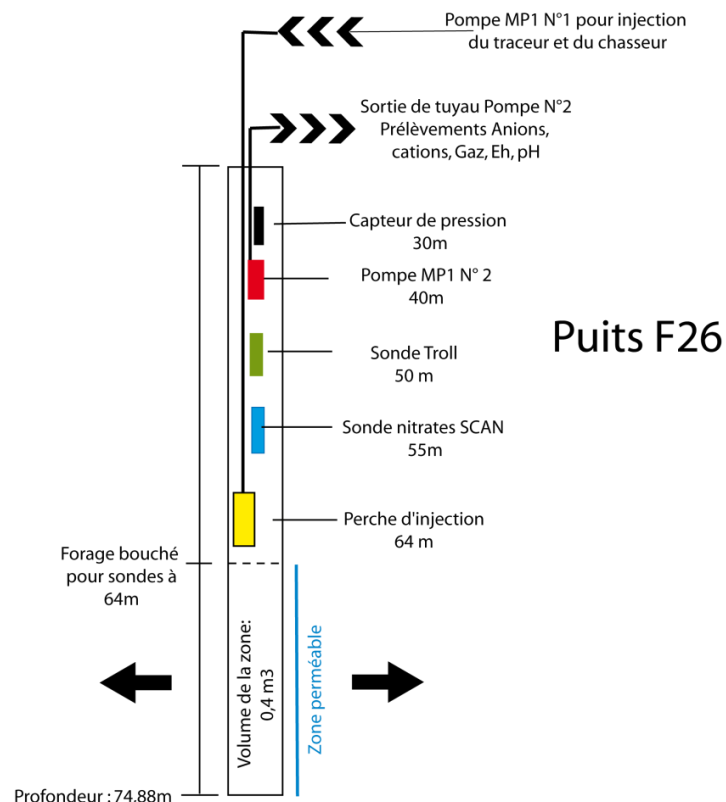 Pompe MP1 N°1 pour injection
du traceur et du chasseur
Sortie de tuyau Pompe N°2
Prélèvements Anions,
cations, Gaz, Eh, pH
Capteur de pression
30m
Pompe MP1 N° 2
40m
Puits F26
Sonde Troll
50 m
Sonde nitrates SCAN
55m
Perche d'injection
64 m
Forage bouché
pour sondes à
64m
Volume de la zone:
0,4 m3
Zone perméable
Profondeur : 74,88m